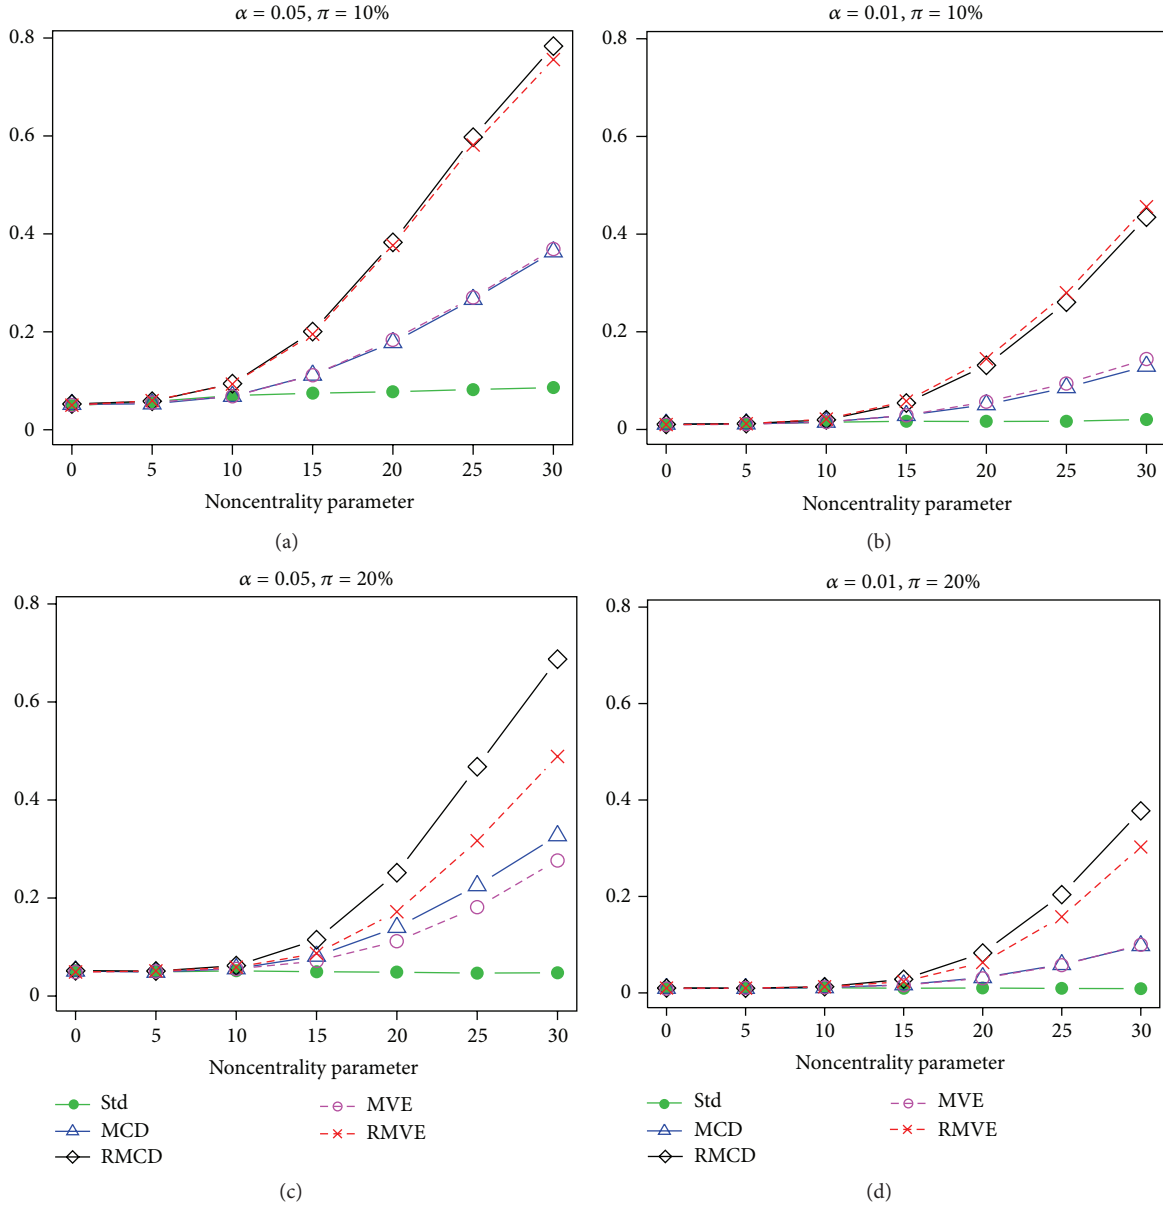 α = 0.05, π = 10%
0.8
0.6
0.4
0.2
0
0 5 10 15 20 25 30
Noncentrality parameter
(a)
α = 0.01, π = 10%
0.8
0.6
0.4
0.2
0
0 5 10 15 20 25 30
Noncentrality parameter
(b)
α = 0.05, π = 20%
0.8
0.6
0.4
0.2
0
0 5 10 15 20 25 30
Noncentrality parameter
Std
MCD
RMCD
MVE
RMVE
(c)
α = 0.01, π = 20%
0.8
0.6
0.4
0.2
0
0 5 10 15 20 25 30
Noncentrality parameter
Std
MCD
RMCD
MVE
RMVE
(d)